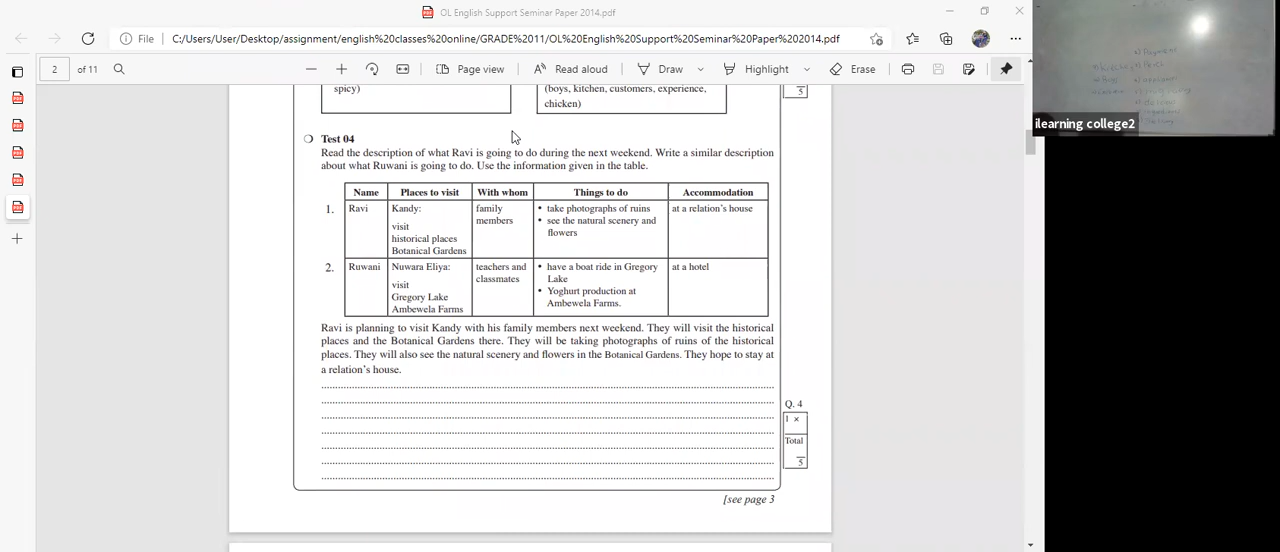 OL English Support Seminar Paper 2014.pdf
File C:/Users/User/Desktop/assignment/english%20classes%20online/GRADE%2011/OL%20English%20Support%20Seminar%20Paper%202014.pdf
2 of 11 Page view Read aloud Draw Highlight Erase
spicy)
(boys, kitchen, customers, experience,
chicken)
5
ilearning college2
Test 04
Read the description of what Ravi is going to do during the next weekend. Write a similar description
about what Ruwani is going to do. Use the information given in the table.
Name Places to visit With whom Things to do Accommodation
1. Ravi Kandy: family • take photographs of ruins at a relation's house
members • see the natural scenery and
visit flowers
historical places
Botanical Gardens
2. Ruwani Nuwara Eliya: teachers and • have a boat ride in Gregory at a hotel
classmates Lake
visit
Gregory Lake • Yoghurt production at
Ambewela Farms Ambewela Farms.
Ravi is planning to visit Kandy with his family members next weekend. They will visit the historical
places and the Botanical Gardens there. They will be taking photographs of ruins of the historical
places. They will also see the natural scenery and flowers in the Botanical Gardens. They hope to stay at
a relation's house.
Q. 4
1 ×
Total
5
[see page 3